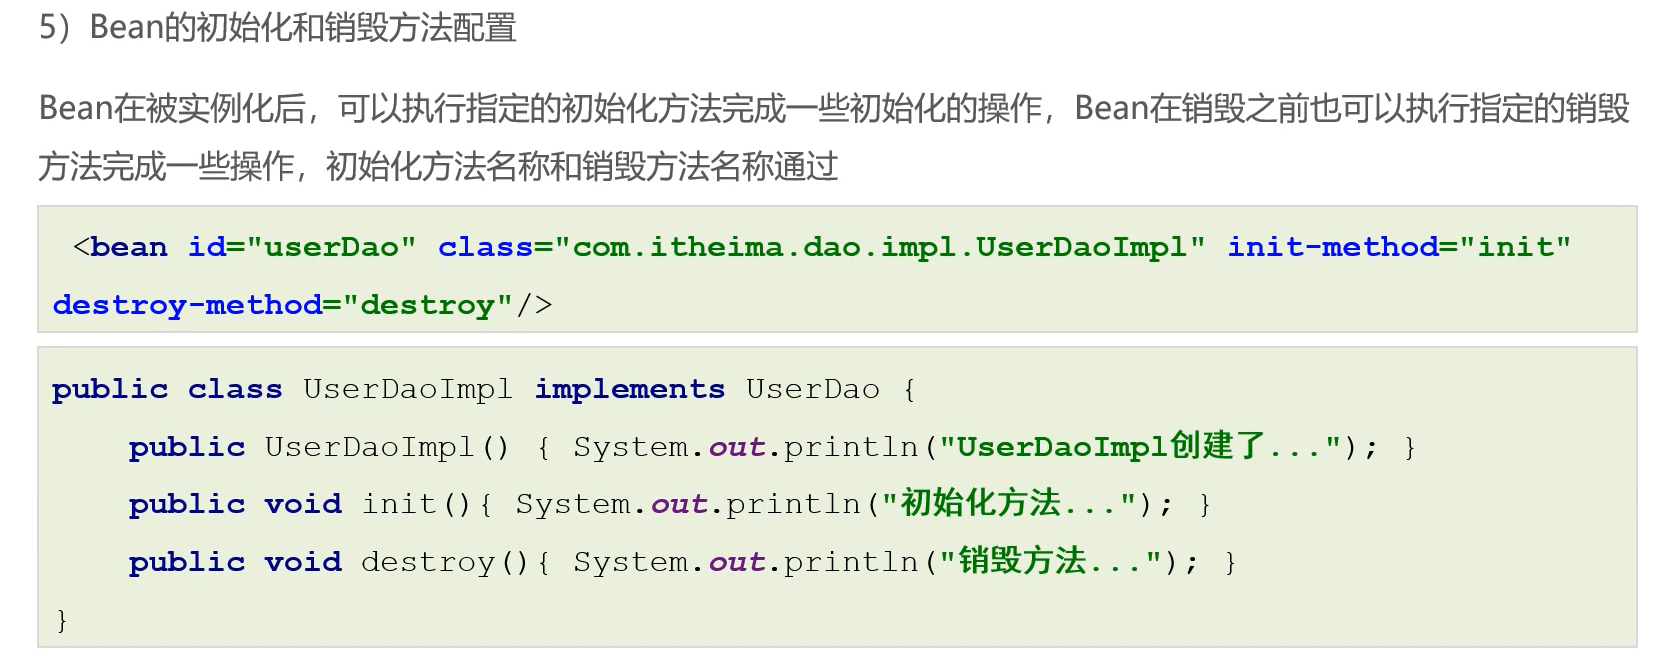 5）Bean的初始化和销毁方法配置
Bean在被实例化后，可以执行指定的初始化方法完成一些初始化的操作，Bean在销毁之前也可以执行指定的销毁
方法完成一些操作，初始化方法名称和销毁方法名称通过
<bean id="userDao" class="com.itheima.dao.impl.UserDaoImpl" init-method="init"
destroy-method="destroy"/>
public class UserDaoImpl implements UserDao {
    public UserDaoImpl() { System.out.println("UserDaoImpl创建了..."); }
    public void init(){ System.out.println("初始化方法..."); }
    public void destroy(){ System.out.println("销毁方法..."); }
}